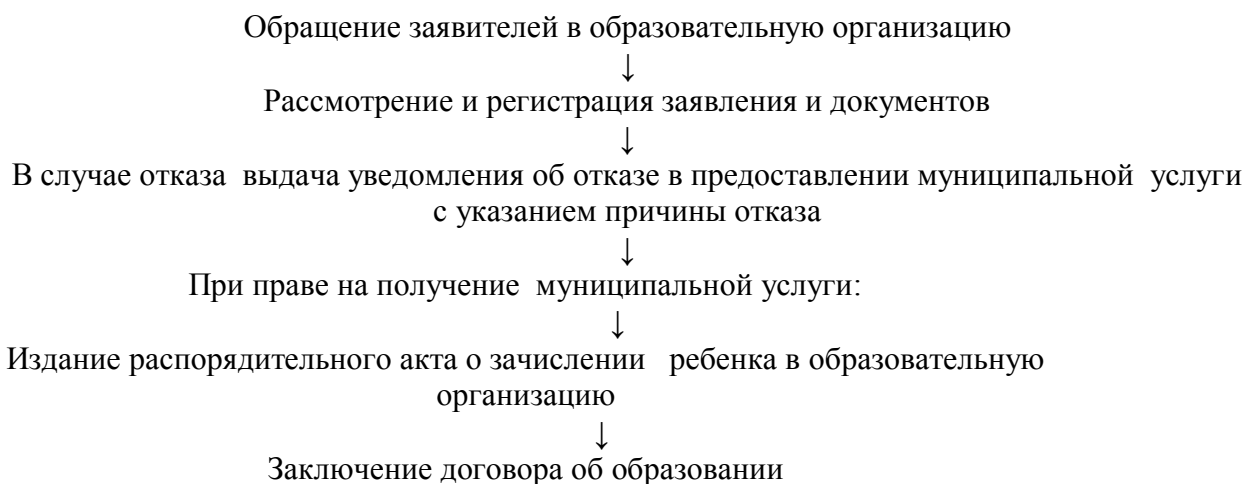 Обращение заявителей в образовательную организацию
↓
Рассмотрение и регистрация заявления и документов
↓
В случае отказа выдача уведомления об отказе в предоставлении муниципальной услуги
с указанием причины отказа
↓
При праве на получение муниципальной услуги:
↓
Издание распорядительного акта о зачислении ребенка в образовательную
организацию
↓
Заключение договора об образовании